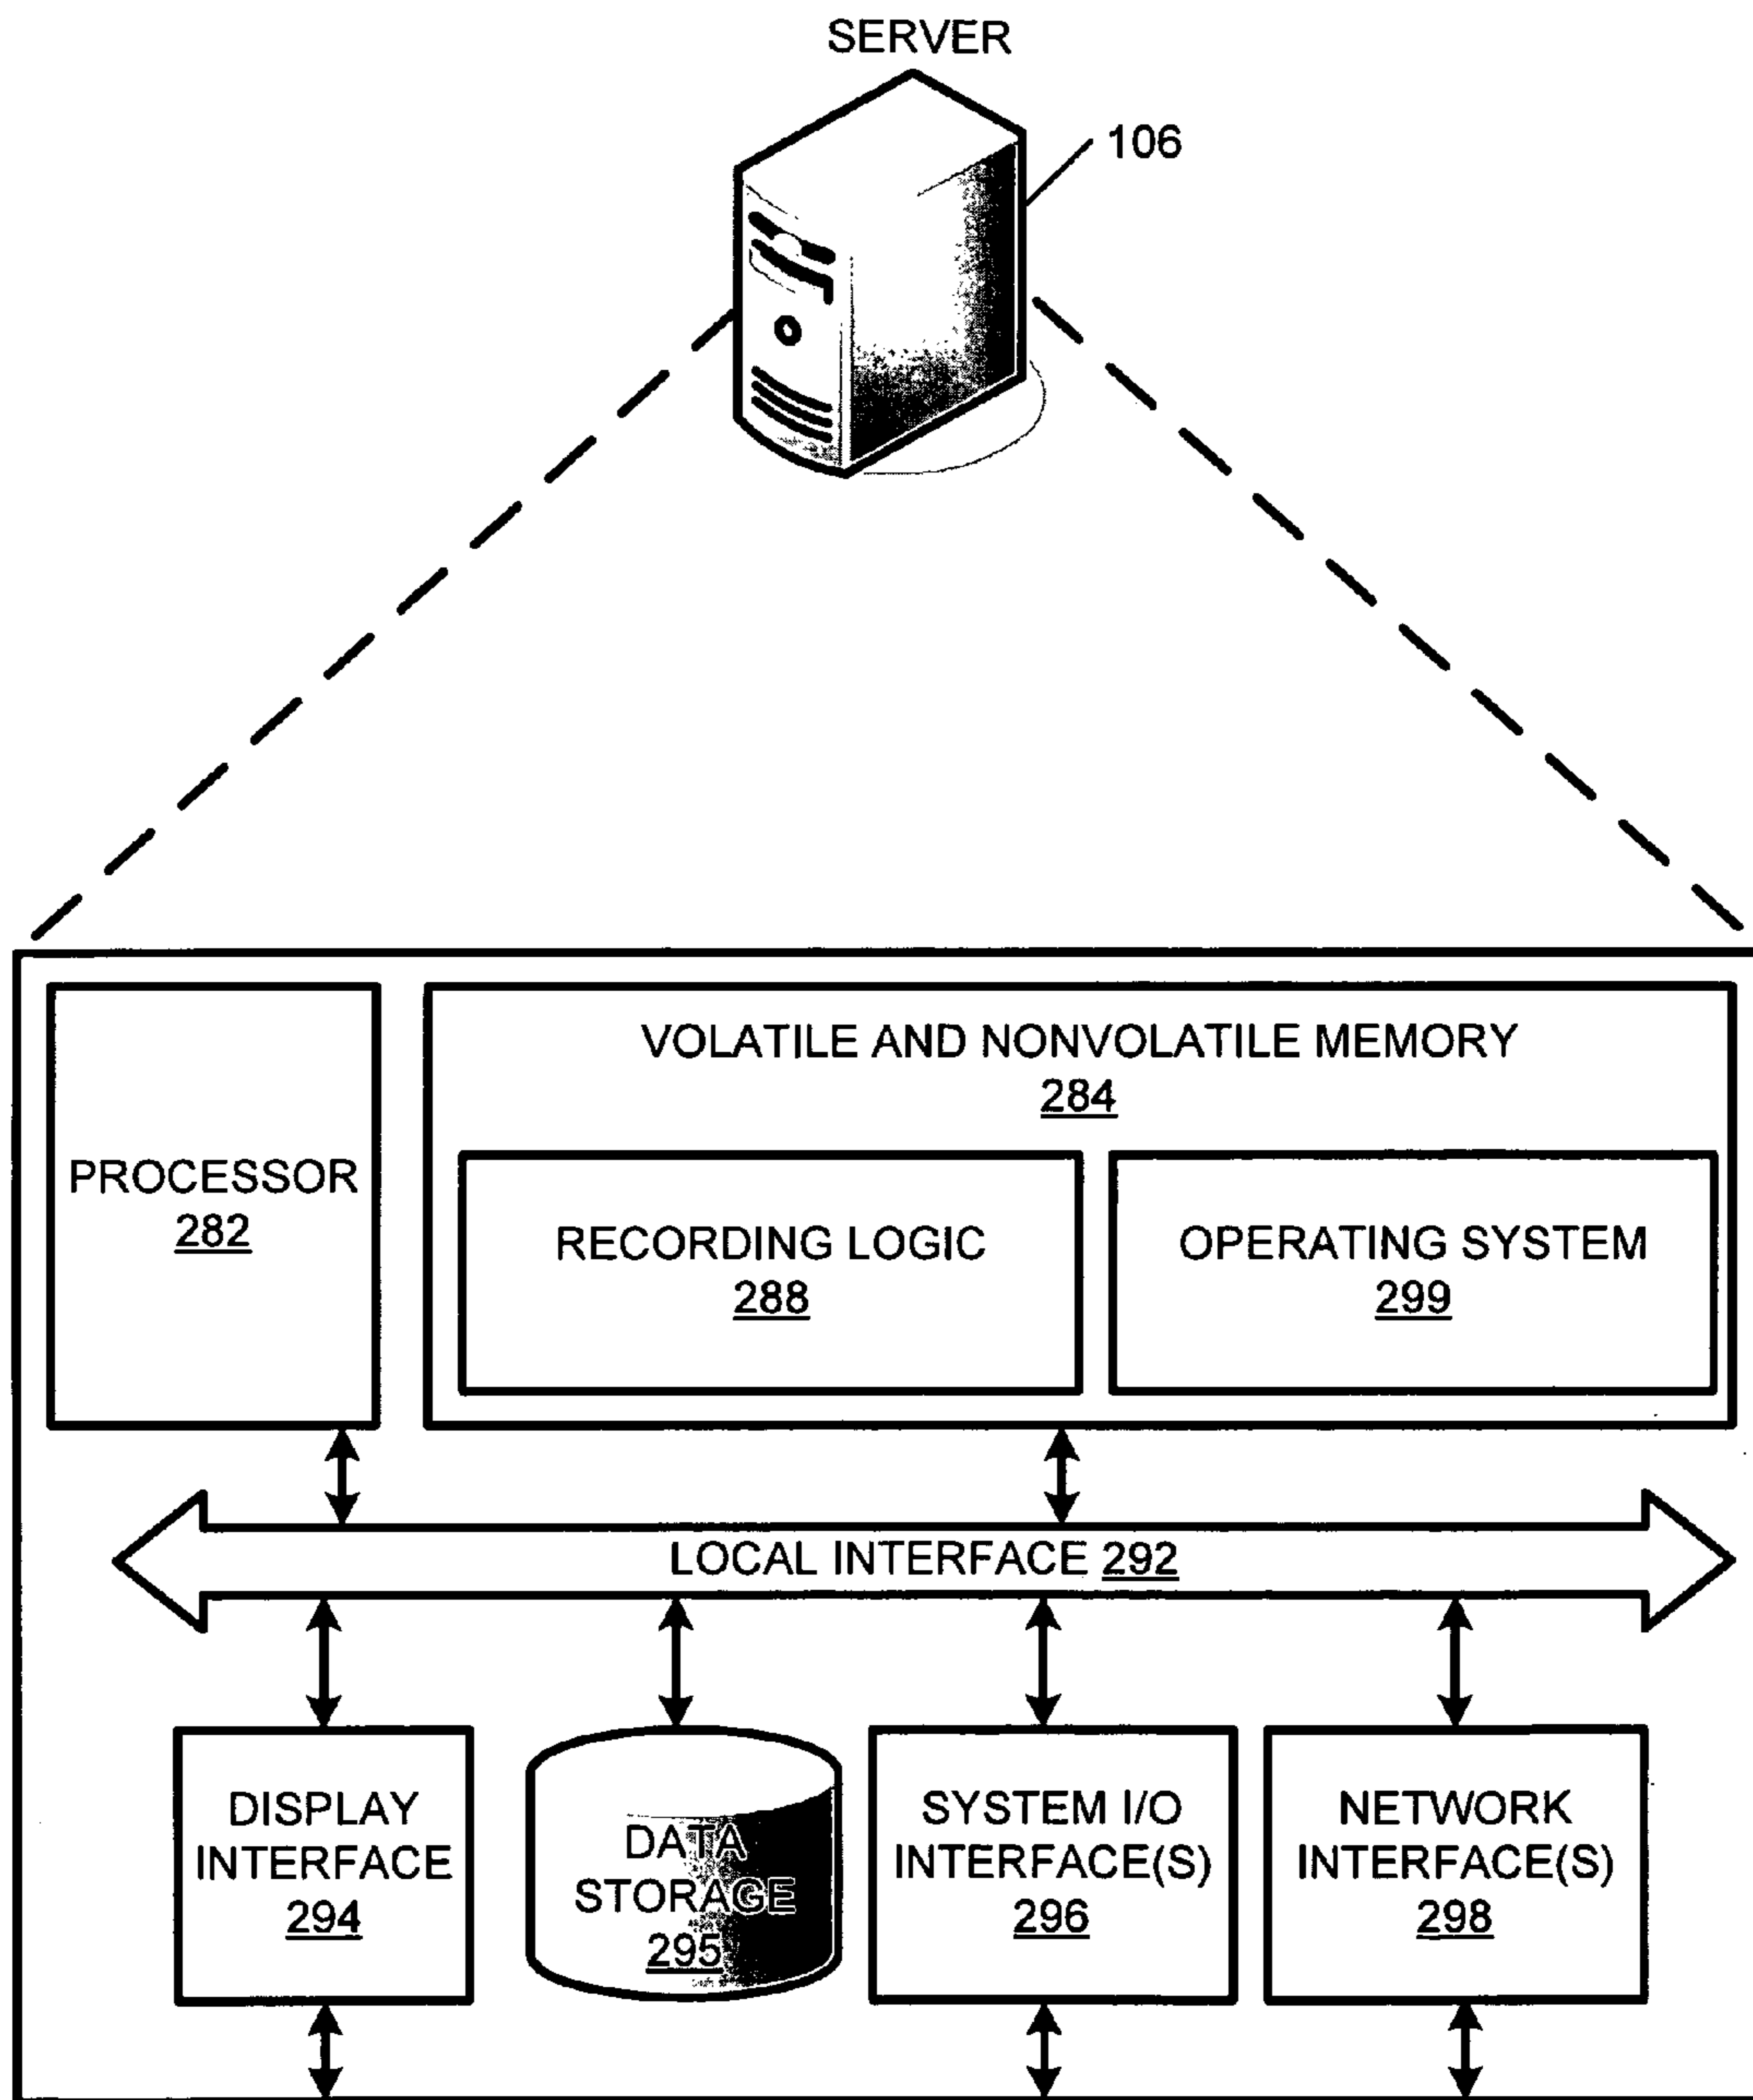 SERVER
106
VOLATILE AND NONVOLATILE MEMORY
284
PROCESSOR
282
RECORDING LOGIC
288
OPERATING SYSTEM
299
LOCAL INTERFACE 292
DISPLAY
INTERFACE
294
DATA
STORAGE
295
SYSTEM I/O
INTERFACE(S)
296
NETWORK
INTERFACE(S)
298